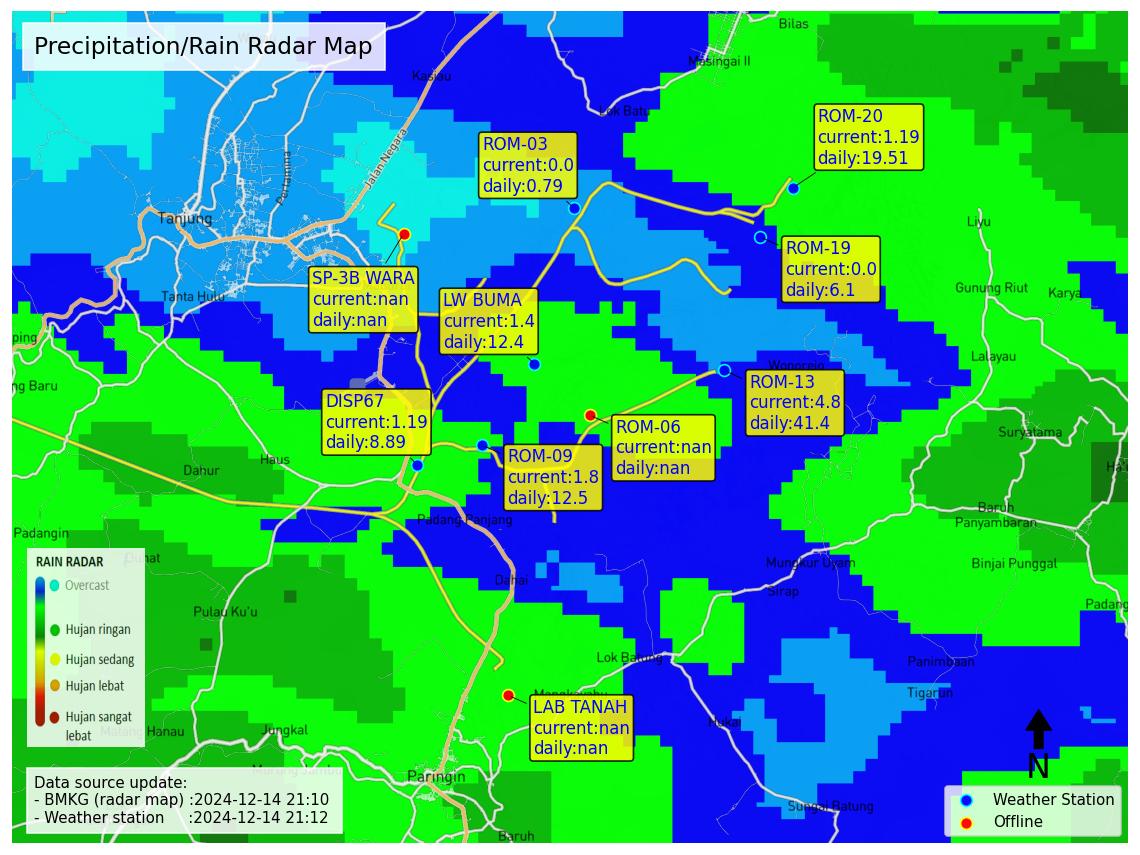 Precipitation/Rain Radar Map
Bilas
Masingai II
Kasiau
Lok Batu
Jalan Negara
Pertamina
ROM-20
current:1.19
daily:19.51
ROM-03
current:0.0
daily:0.79
Tanjung
Liyu
ROM-19
current:0.0
daily:6.1
SP-3B WARA
current:nan
daily:nan
LW BUMA
current:1.4
daily:12.4
Tanta Hulu
Gunung Riut
Karya
ping
Lalayau
Wonorejo
ng Baru
ROM-13
current:4.8
daily:41.4
DISP67
current:1.19
daily:8.89
ROM-06
current:nan
daily:nan
Suryatama
ROM-09
current:1.8
daily:12.5
Haus
Dahur
Baruh
Panyambaran
Padang Panjang
Padangin
Mungkur Uyam
Binjai Punggal
Dahai
Sirap
Padang
Pulau Ku'u
RAIN RADAR
Overcast
Hujan ringan
Hujan sedang
Hujan lebat
Hujan sangat
lebat
Lok Batung
Panimbaan
Tigarun
LAB TANAH
current:nan
daily:nan
Hukai
Jungkal
Paringin
N
Data source update:
- BMKG (radar map) :2024-12-14 21:10
- Weather station :2024-12-14 21:12
Sungai Batung
Weather Station
Offline
Baruh